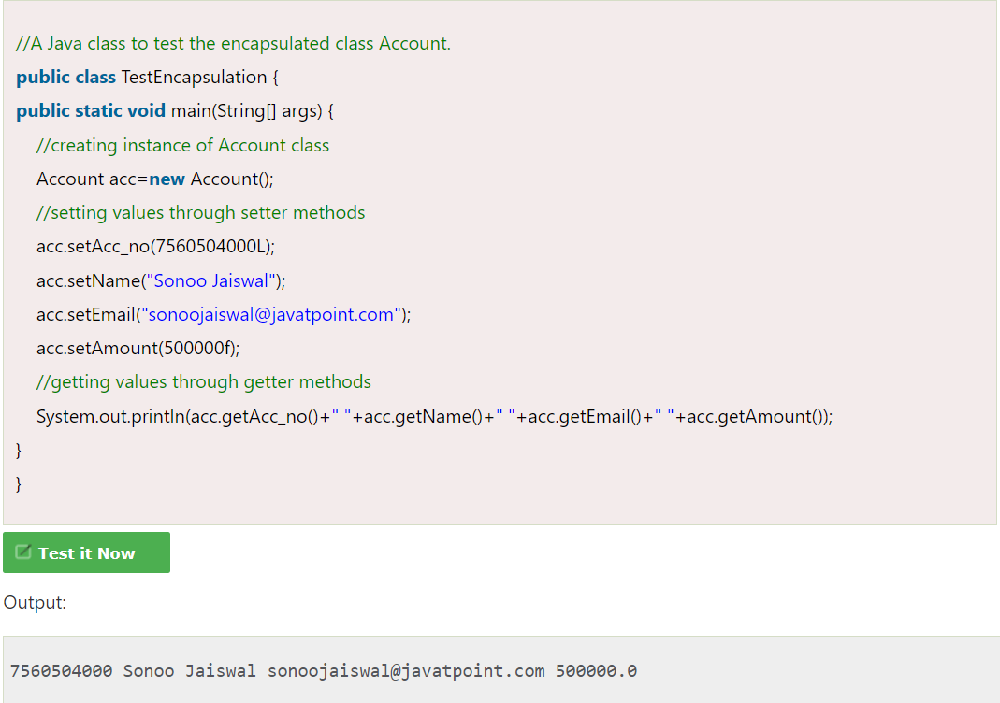 //A Java class to test the encapsulated class Account.
public class TestEncapsulation {
public static void main(String[] args) {
//creating instance of Account class
Account acc=new Account();
//setting values through setter methods
acc.setAcc_no(7560504000L);
acc.setName("Sonoo Jaiswal");
acc.setEmail("sonoojaiswal@javatpoint.com");
acc.setAmount(500000f);
//getting values through getter methods
System.out.println(acc.getAcc_no()+" "+acc.getName()+" "+acc.getEmail()+" "+acc.getAmount());
}
}
Test it Now
Output:
7560504000 Sonoo Jaiswal sonoojaiswal@javatpoint.com 500000.0